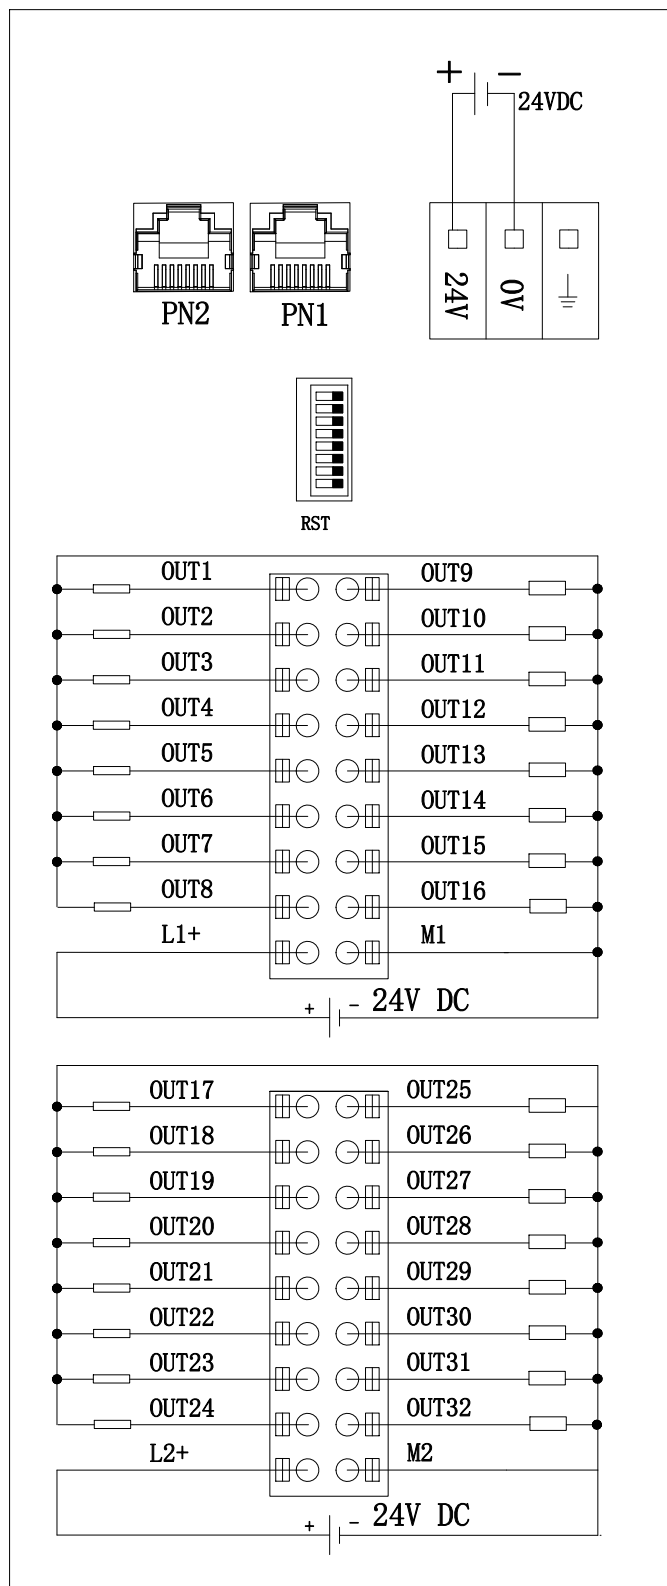 + −
24VDC
24V 0V
PN2 PN1
RST
OUT1 OUT9
OUT2 OUT10
OUT3 OUT11
OUT4 OUT12
OUT5 OUT13
OUT6 OUT14
OUT7 OUT15
OUT8 OUT16
L1+ M1
+ − 24V DC
OUT17 OUT25
OUT18 OUT26
OUT19 OUT27
OUT20 OUT28
OUT21 OUT29
OUT22 OUT30
OUT23 OUT31
OUT24 OUT32
L2+ M2
+ − 24V DC